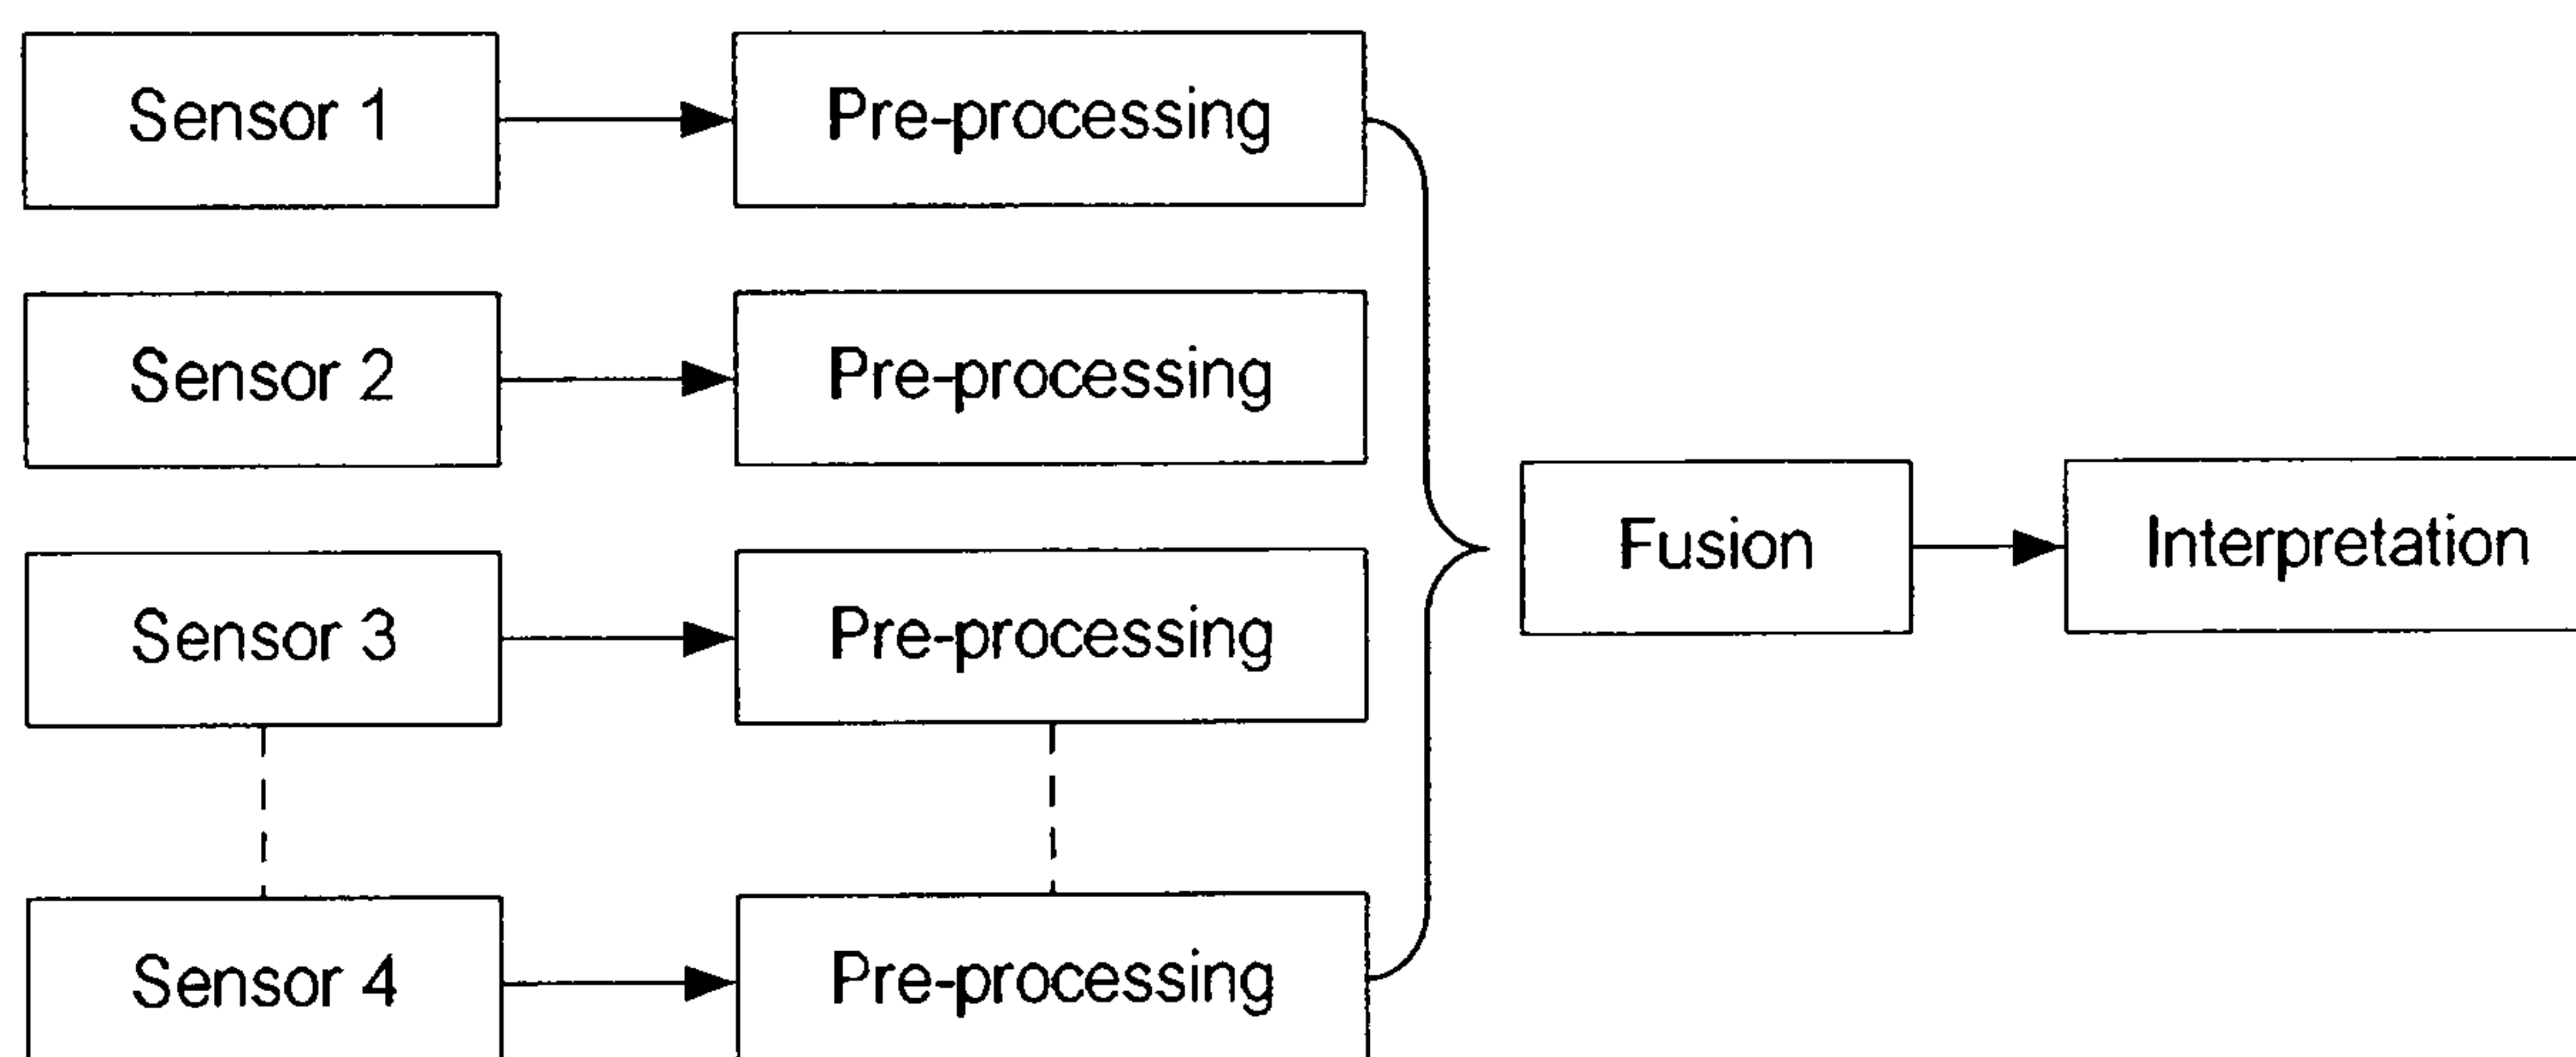 Sensor 1
Pre-processing
Sensor 2
Pre-processing
Sensor 3
Pre-processing
Sensor 4
Pre-processing
Fusion
Interpretation